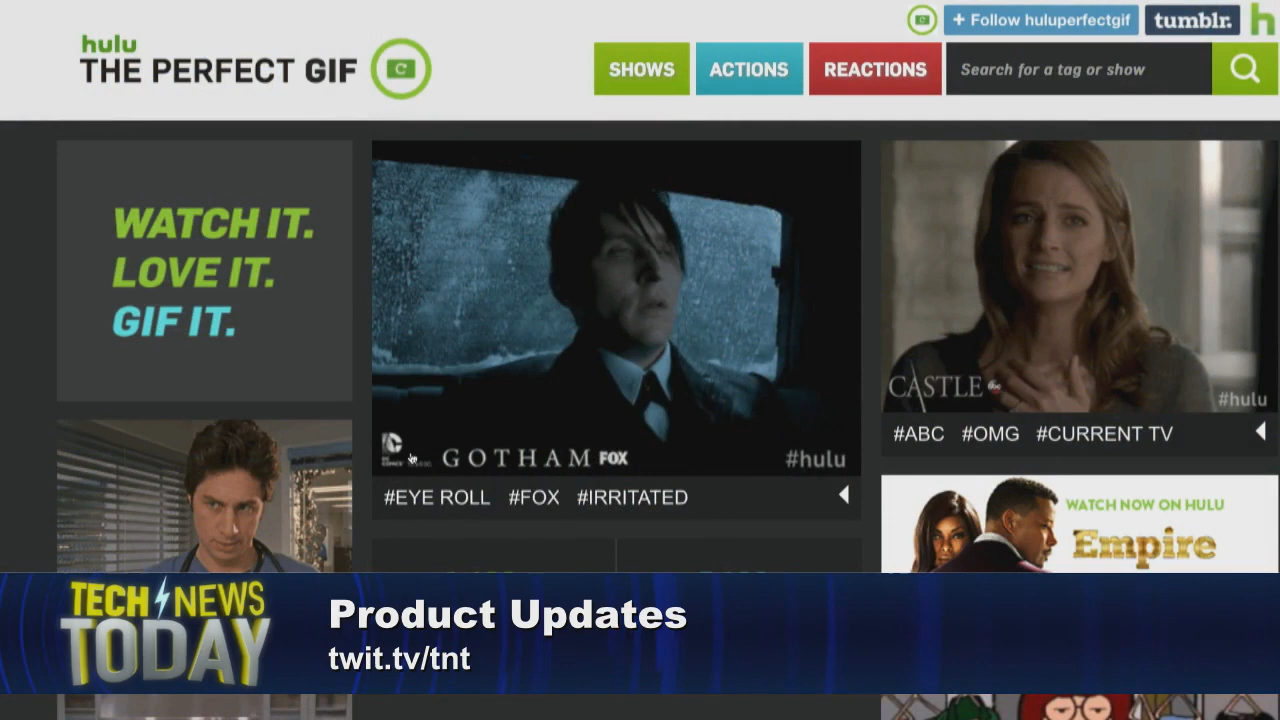 + Follow huluperfectgif
tumblr.
h
hulu
THE PERFECT GIF
SHOWS
ACTIONS
REACTIONS
Search for a tag or show
WATCH IT.
LOVE IT.
GIF IT.
GOTHAM FOX
#hulu
#EYE ROLL #FOX #IRRITATED
CASTLE abc
#hulu
#ABC #OMG #CURRENT TV
WATCH NOW ON HULU
Empire
TECH NEWS
TODAY
Product Updates
twit.tv/tnt